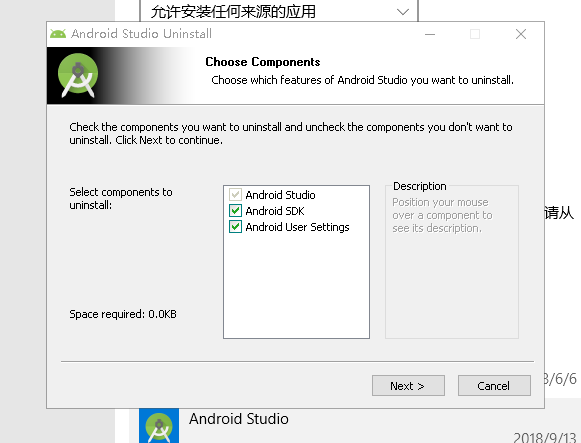 允许安装任何来源的应用
Android Studio Uninstall
Choose Components
Choose which features of Android Studio you want to uninstall.
Check the components you want to uninstall and uncheck the components you don't want to
uninstall. Click Next to continue.
Select components to
uninstall:
Android Studio
Android SDK
Android User Settings
Description
Position your mouse
over a component to
see its description.
请从
Space required: 0.0KB
Next >
Cancel
3/6/6
Android Studio
2018/9/13